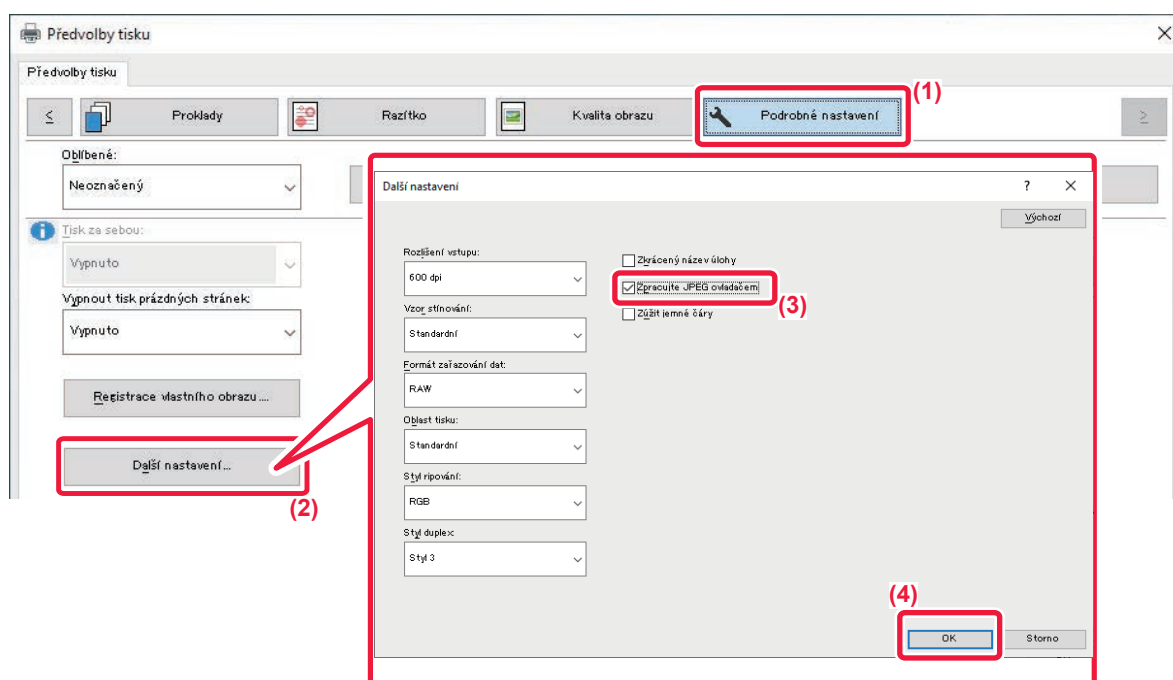 Předvolby tisku
Předvolby tisku
(1)
<
Proklady
Razítko
Kvalita obrazu
Podrobné nastavení
>
Oblíbené:
Neoznačený
Tisk za sebou:
Vypnuto
Vypnout tisk prázdných stránek:
Vypnuto
Registrace vlastního obrazu....
Další nastavení...
(2)
Další nastavení
?
Výchozí
Rozlišení vstupu:
600 dpi
Vzor stínování:
Standardní
Formát zařazování dat:
RAW
Oblast tisku:
Standardní
Styl ripování:
RGB
Styl duplex:
Styl 3
Zkrácený název úlohy
Zpracujte JPEG ovladačem
(3)
Zúžit jemné čáry
(4)
OK
Storno